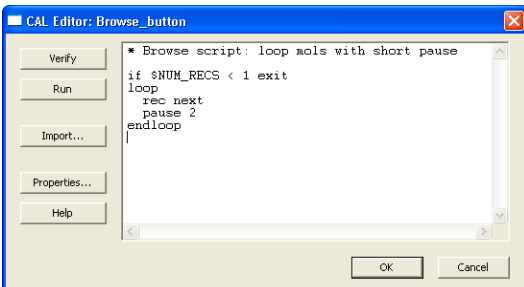 CAL Editor: Browse_button
Verify
Run
Import...
Properties...
Help
* Browse script: loop mols with short pause
if $NUM_RECS < 1 exit
loop
  rec next
  pause 2
endloop
OK
Cancel